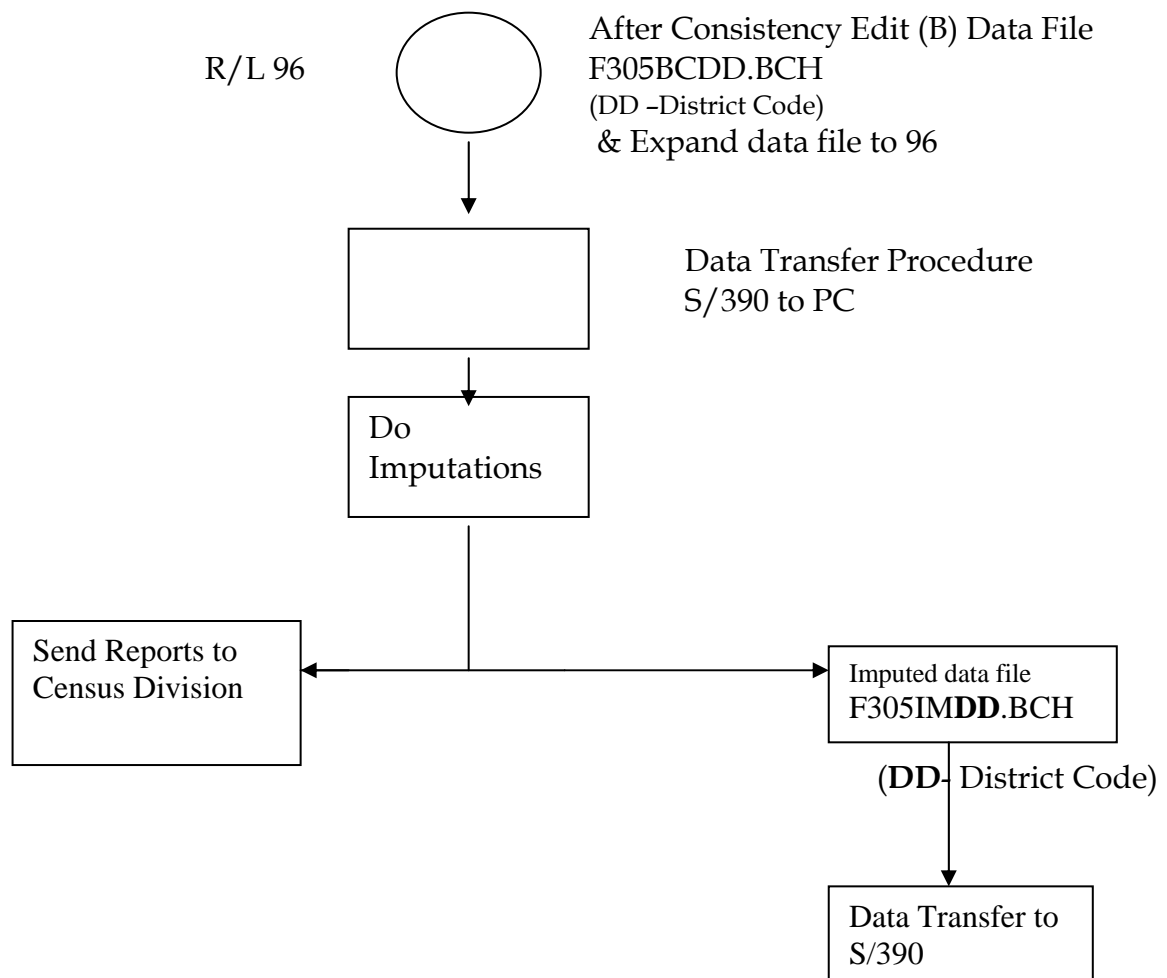 R/L 96
After Consistency Edit (B) Data File
F305BCDD.BCH
(DD –District Code)
& Expand data file to 96
Data Transfer Procedure
S/390 to PC
Do
Imputations
Send Reports to
Census Division
Imputed data file
F305IMDD.BCH
(DD- District Code)
Data Transfer to
S/390